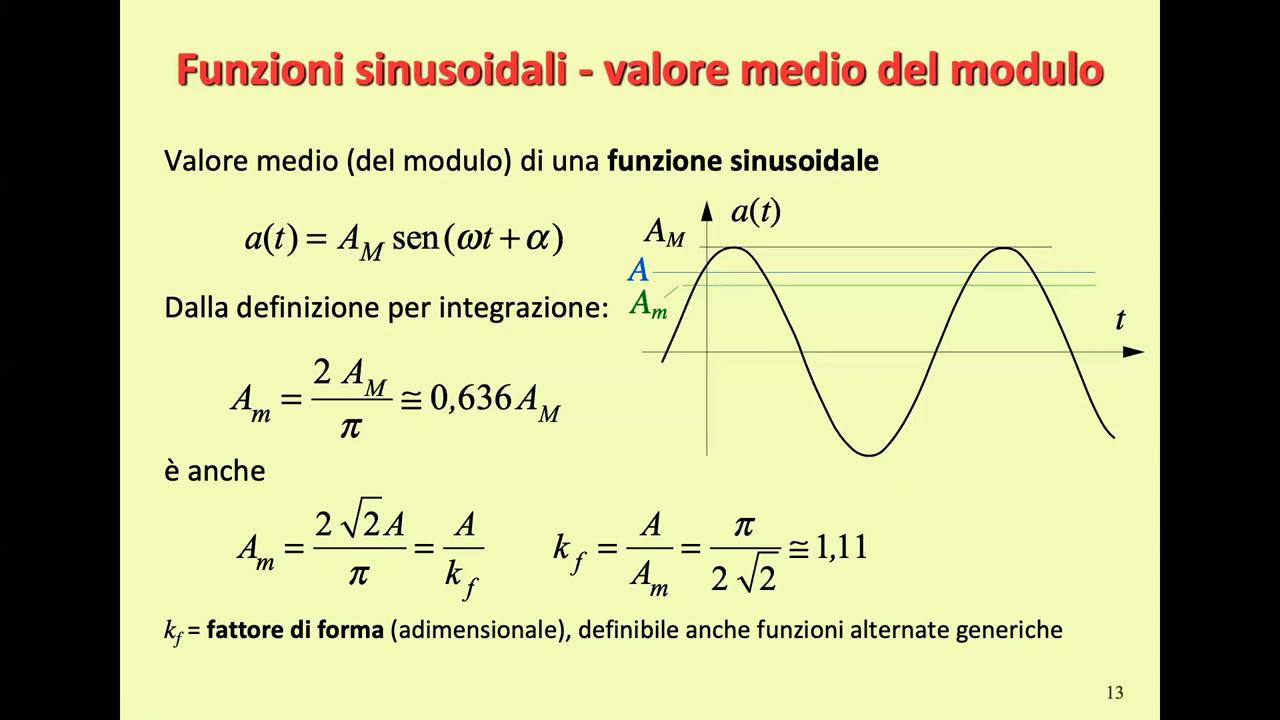 Funzioni sinusoidali - valore medio del modulo
Valore medio (del modulo) di una funzione sinusoidale
a(t) = A_M sen(ωt + α)
a(t)
A_M
A
A_m
t
Dalla definizione per integrazione:
A_m = 2 A_M / π ≅ 0,636 A_M
è anche
A_m = 2 √2 A / π = A / k_f
k_f = A / A_m = π / 2 √2 ≅ 1,11
k_f = fattore di forma (adimensionale), definibile anche funzioni alternate generiche
13